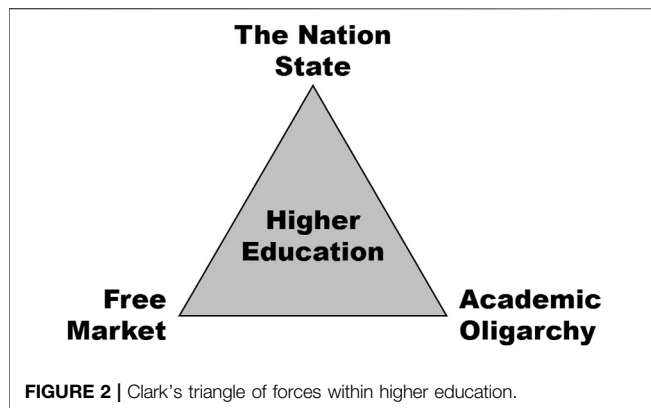 The Nation
State
Higher
Education
Free
Market
Academic
Oligarchy
FIGURE 2 | Clark's triangle of forces within higher education.